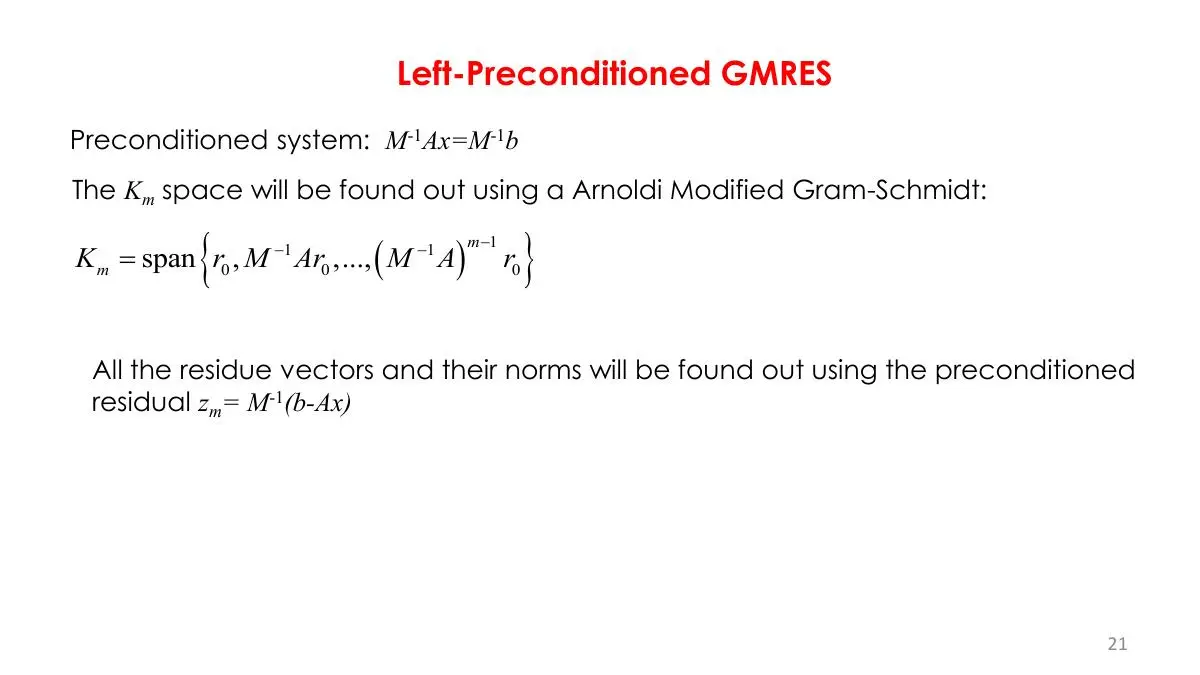 Left-Preconditioned GMRES
Preconditioned system: M⁻¹Ax=M⁻¹b
The Kₘ space will be found out using a Arnoldi Modified Gram-Schmidt:
Kₘ = span{r₀, M⁻¹Ar₀,...,(M⁻¹A)ᵐ⁻¹ r₀}
All the residue vectors and their norms will be found out using the preconditioned
residual zₘ= M⁻¹(b-Ax)
21